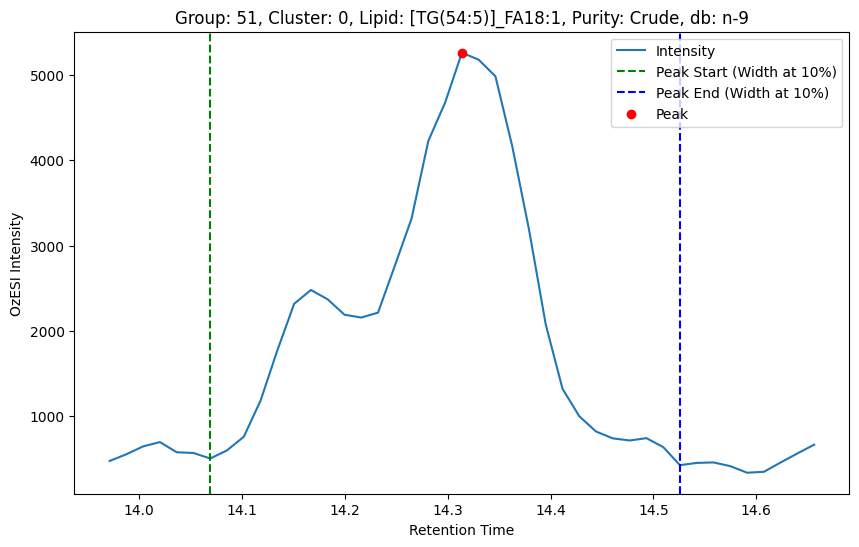 Group: 51, Cluster: 0, Lipid: [TG(54:5)]_FA18:1, Purity: Crude, db: n-9
Intensity
Peak Start (Width at 10%)
Peak End (Width at 10%)
Peak
OzESI Intensity
5000
4000
3000
2000
1000
14.0 14.1 14.2 14.3 14.4 14.5 14.6
Retention Time